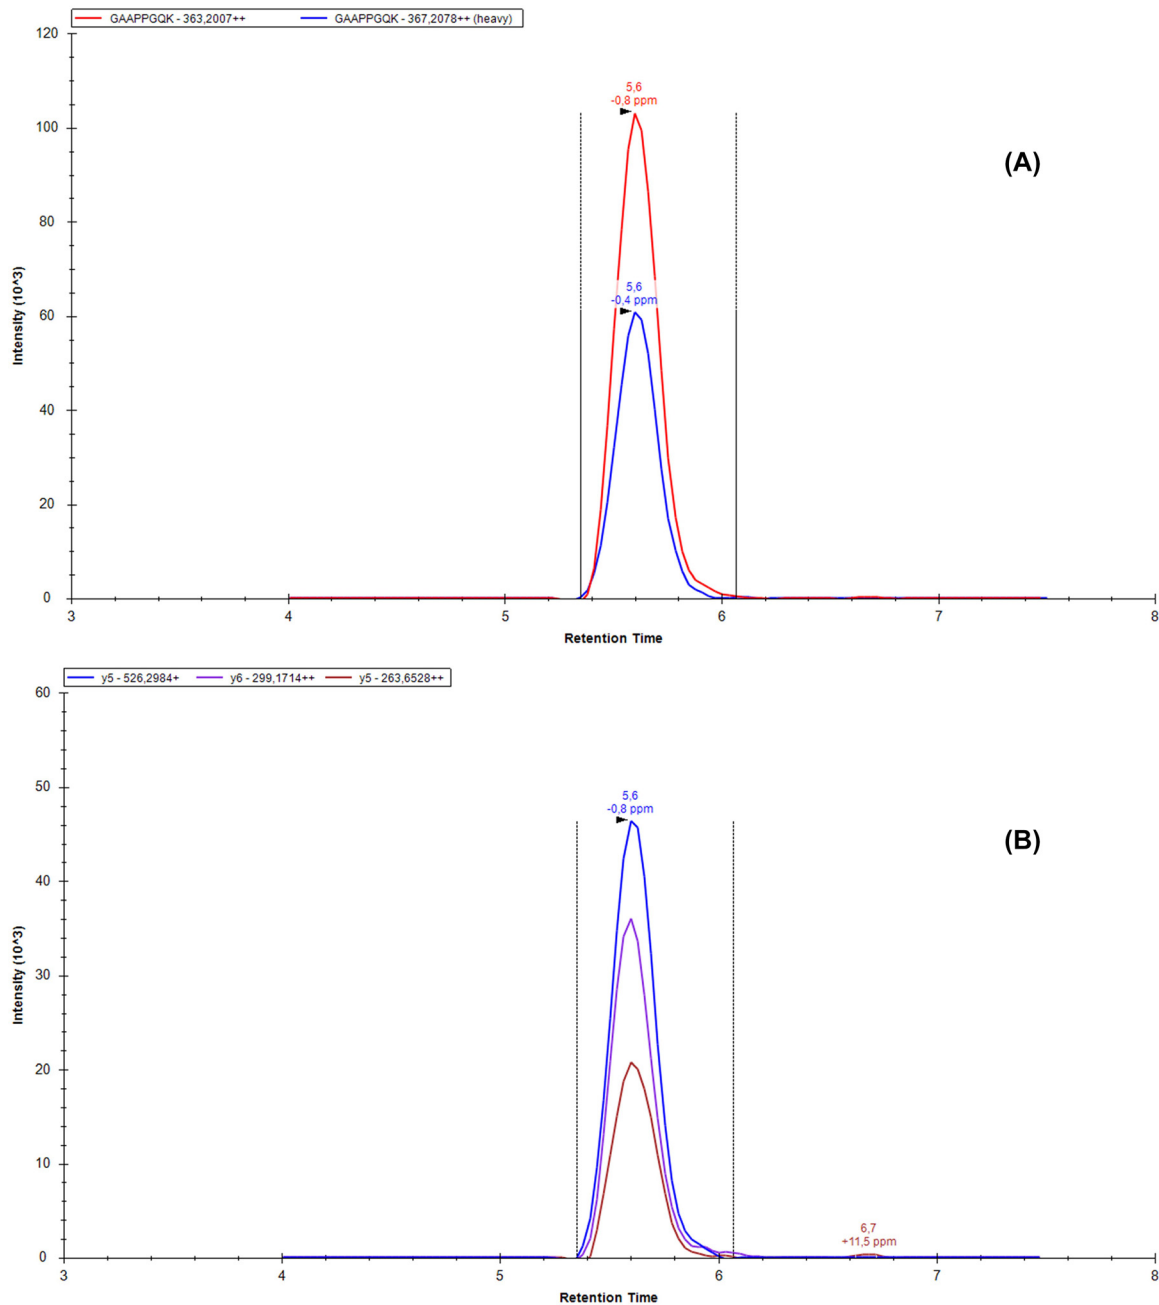 GAAPPGQK - 363,2007++ GAAPPGQK - 367,2078++ (heavy)
120
100
80
60
40
20
0
Intensity (10^3)
5,6
-0,8 ppm
5,6
-0,4 ppm
(A)
3 4 5 6 7 8
Retention Time
y5 - 526,2984+ y6 - 299,1714++ y5 - 263,6528++
60
50
40
30
20
10
0
Intensity (10^3)
5,6
-0,8 ppm
(B)
6,7
+11,5 ppm
3 4 5 6 7 8
Retention Time